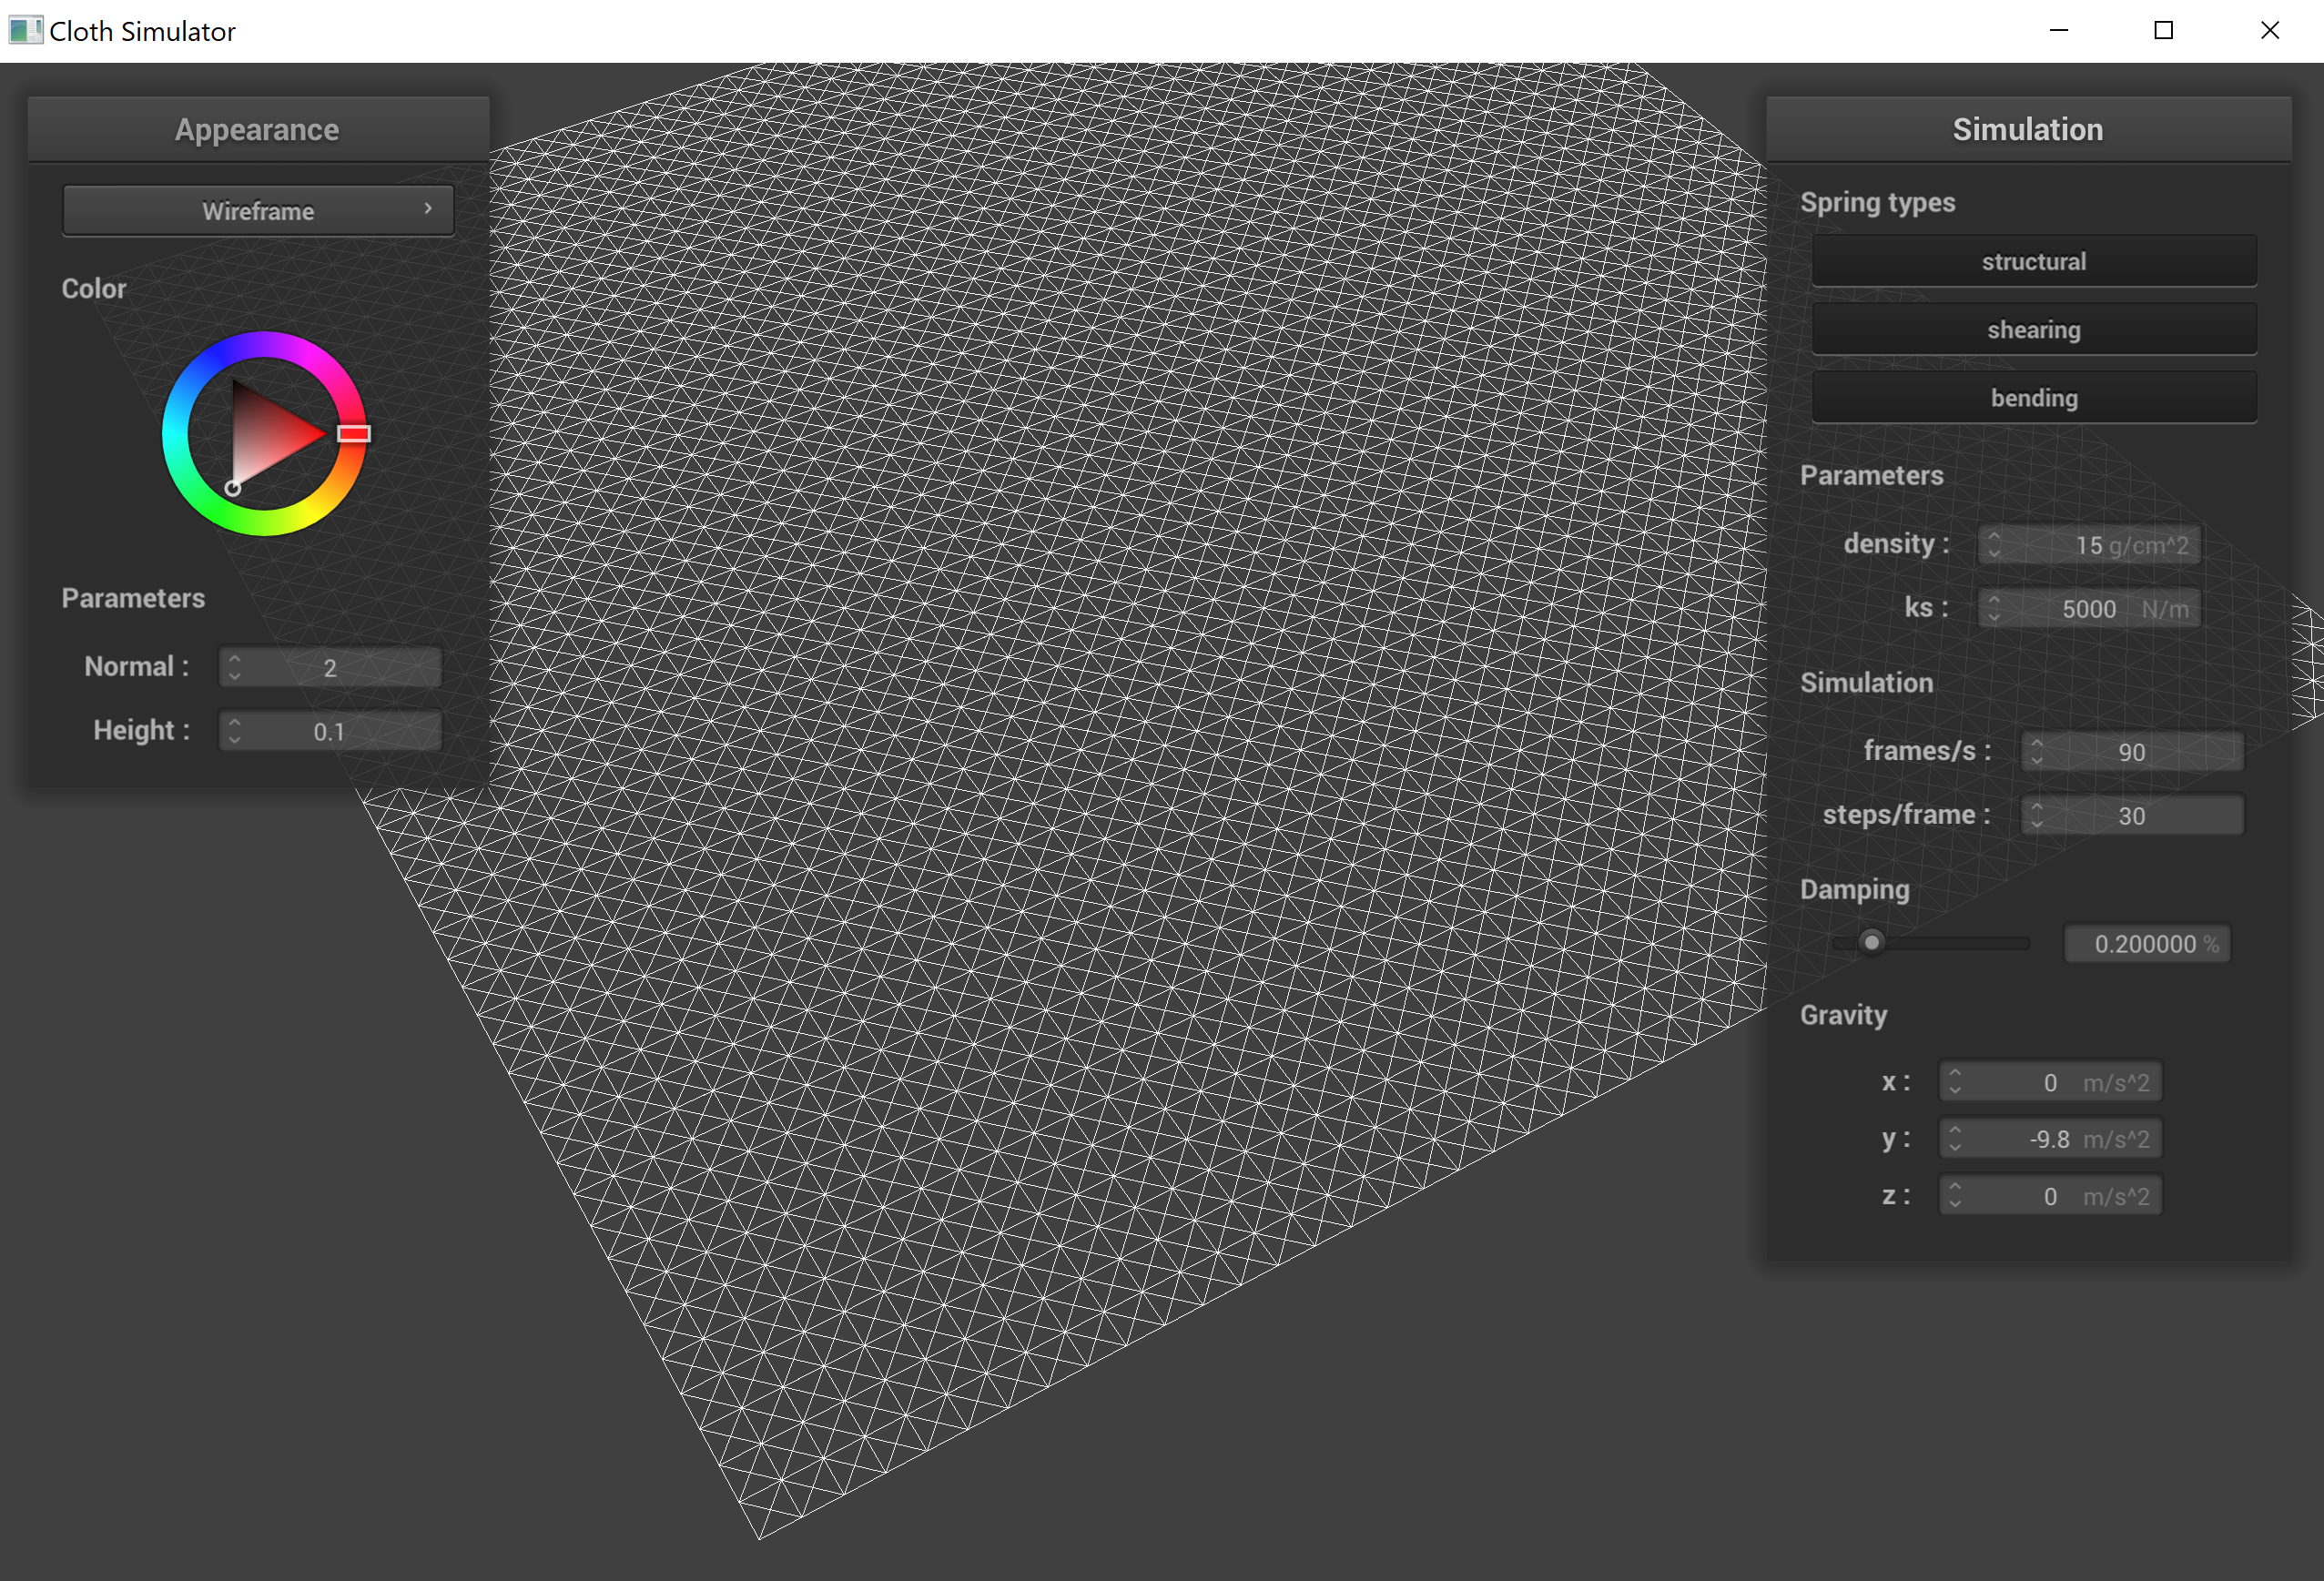 Cloth Simulator
Appearance
Wireframe
Color
Parameters
Normal : 2
Height : 0.1
Simulation
Spring types
structural
shearing
bending
Parameters
density : 15 g/cm^2
ks : 5000 N/m
Simulation
frames/s : 90
steps/frame : 30
Damping
0.200000 %
Gravity
x : 0 m/s^2
y : -9.8 m/s^2
z : 0 m/s^2